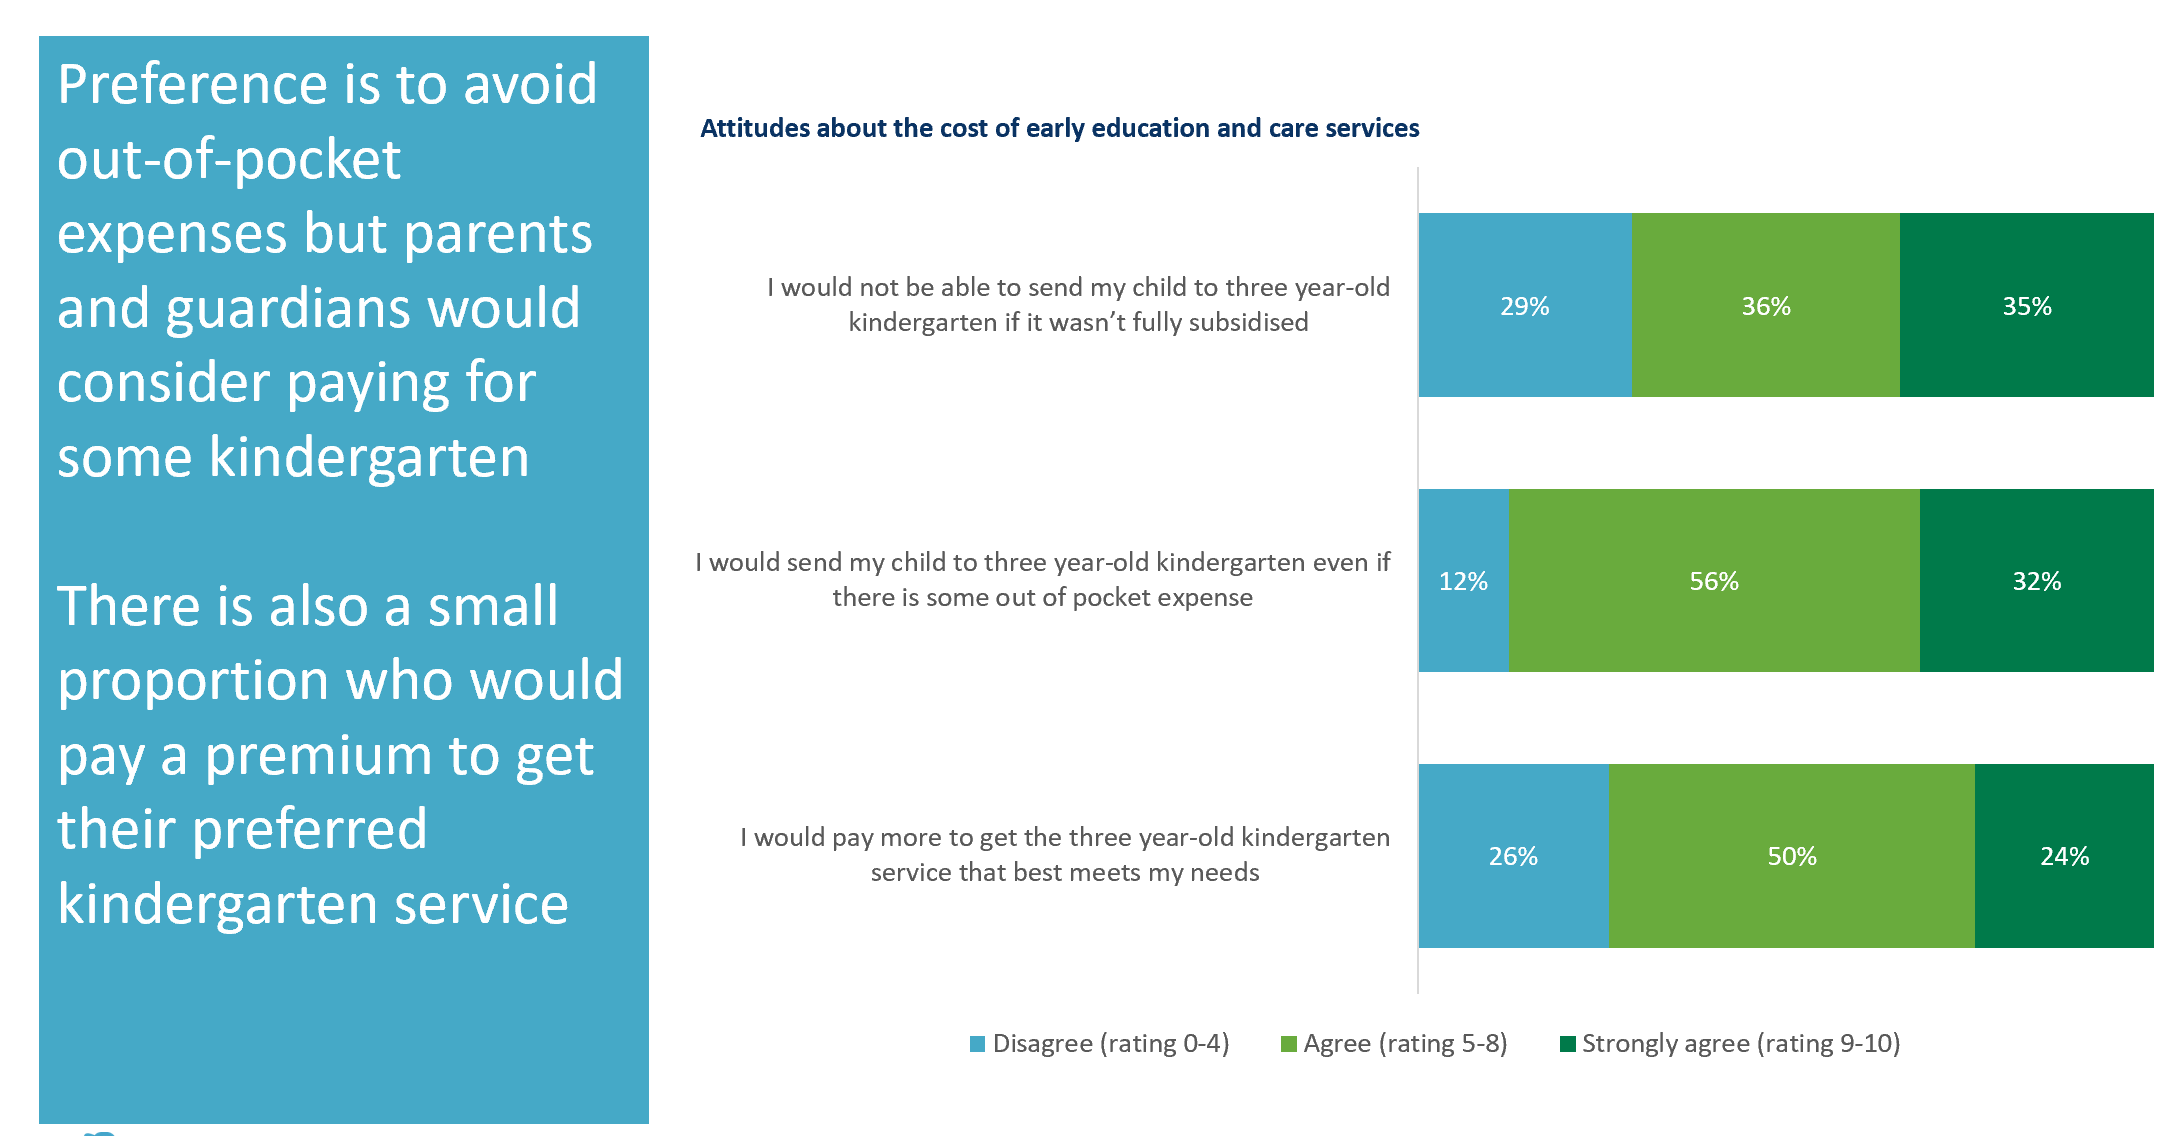 Preference is to avoid
out-of-pocket
expenses but parents
and guardians would
consider paying for
some kindergarten
There is also a small
proportion who would
pay a premium to get
their preferred
kindergarten service
Attitudes about the cost of early education and care services
I would not be able to send my child to three year-old
kindergarten if it wasn’t fully subsidised
29% 36% 35%
I would send my child to three year-old kindergarten even if
there is some out of pocket expense
12% 56% 32%
I would pay more to get the three year-old kindergarten
service that best meets my needs
26% 50% 24%
Disagree (rating 0-4) Agree (rating 5-8) Strongly agree (rating 9-10)